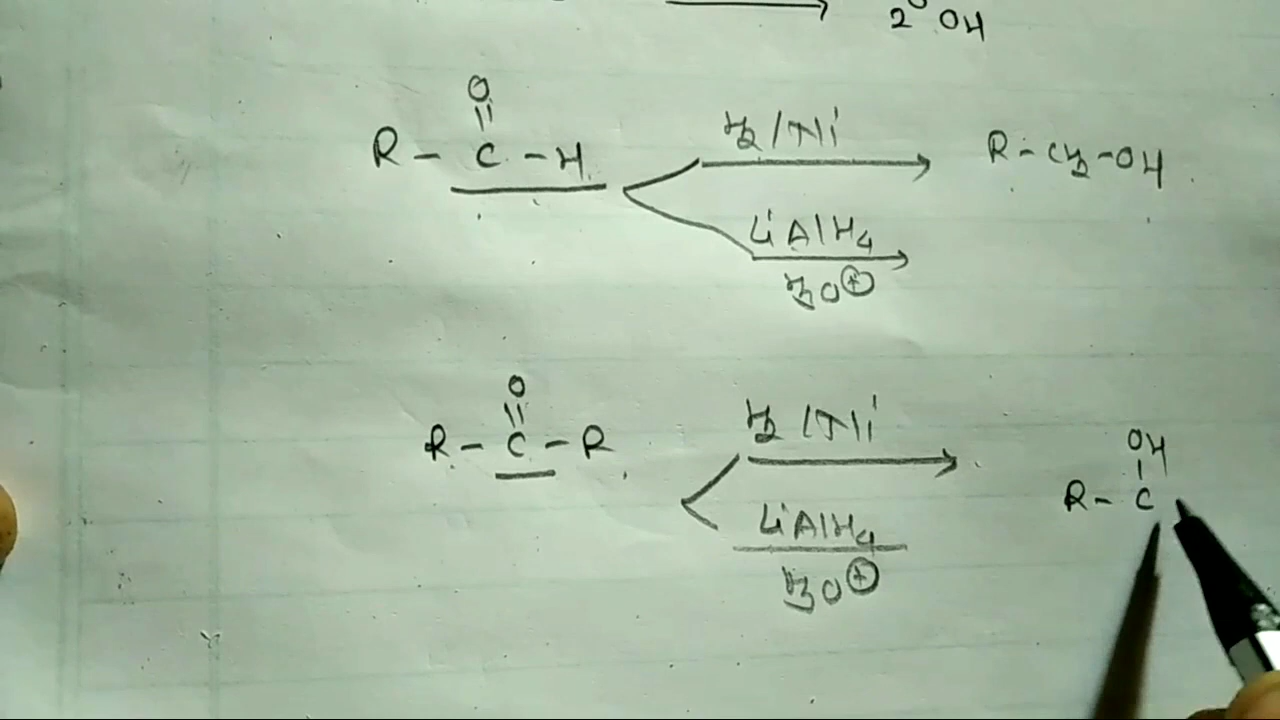 2° OH
O
||
R - C - H
H2/Ni
R - CH2 - OH
LiAlH4
H3O⊕
O
||
R - C - R
H2/Ni
OH
|
R - C
LiAlH4
H3O⊕